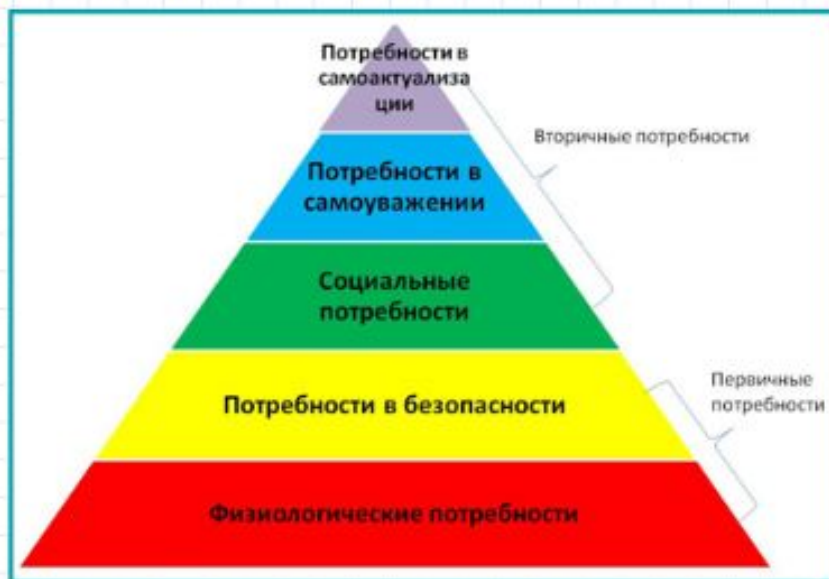 Потребности в
самоактуализа
ции
Вторичные потребности
Потребности в
самоуважении
Социальные
потребности
Первичные
потребности
Потребности в безопасности
Физиологические потребности